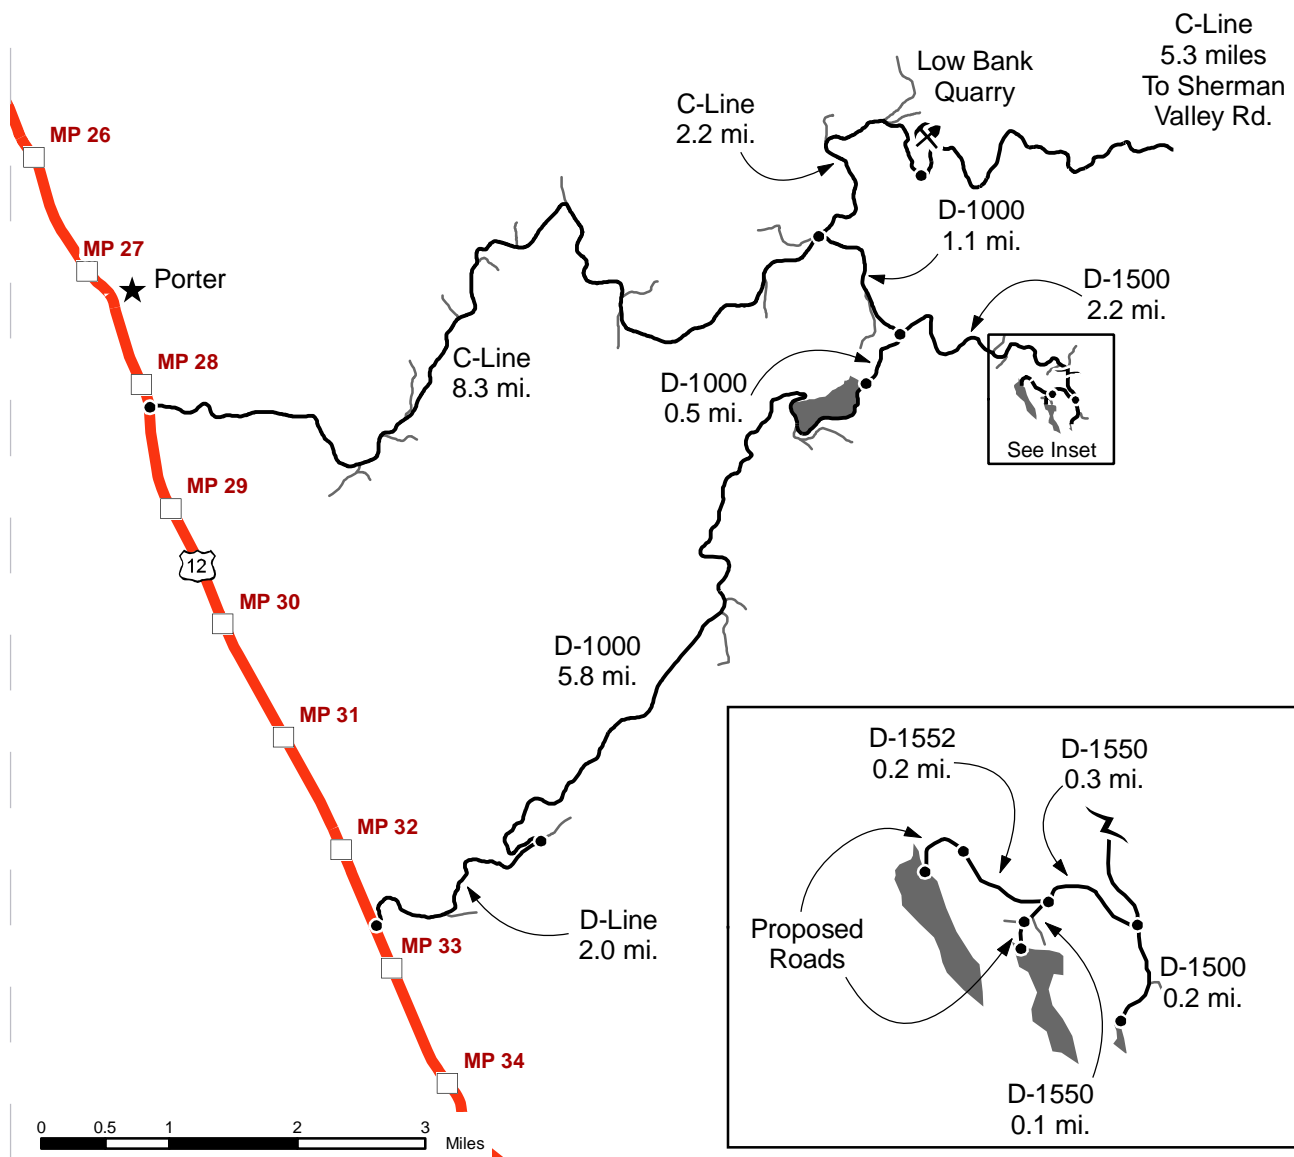 C-Line
5.3 miles
To Sherman
Valley Rd.
Low Bank
Quarry
C-Line
2.2 mi.
MP 26
D-1000
1.1 mi.
MP 27
Porter
D-1500
2.2 mi.
MP 28
C-Line
8.3 mi.
D-1000
0.5 mi.
See Inset
MP 29
12
MP 30
D-1000
5.8 mi.
MP 31
D-1552
0.2 mi.
D-1550
0.3 mi.
MP 32
D-Line
2.0 mi.
Proposed
Roads
MP 33
D-1500
0.2 mi.
MP 34
D-1550
0.1 mi.
0 0.5 1 2 3
Miles